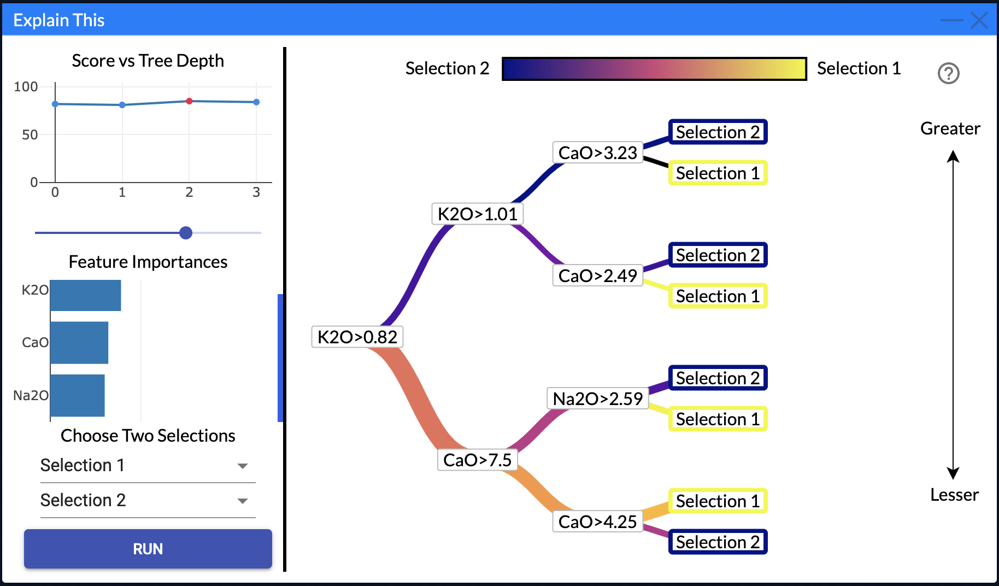 Explain This
Score vs Tree Depth
100
50
0
0 1 2 3
Feature Importances
K2O
CaO
Na2O
Choose Two Selections
Selection 1
Selection 2
RUN
Selection 2 Selection 1
?
Greater
Lesser
K2O>0.82
K2O>1.01
CaO>7.5
CaO>3.23
CaO>2.49
Na2O>2.59
CaO>4.25
Selection 2
Selection 1
Selection 2
Selection 1
Selection 2
Selection 1
Selection 1
Selection 2